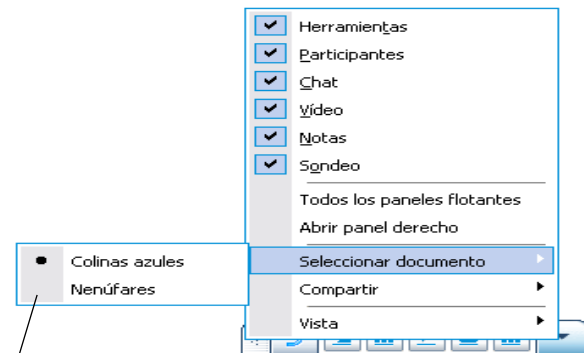 Herramientas
Participantes
Chat
Vídeo
Notas
Sondeo
Todos los paneles flotantes
Abrir panel derecho
Seleccionar documento
Colinas azules
Nenúfares
Compartir
Vista